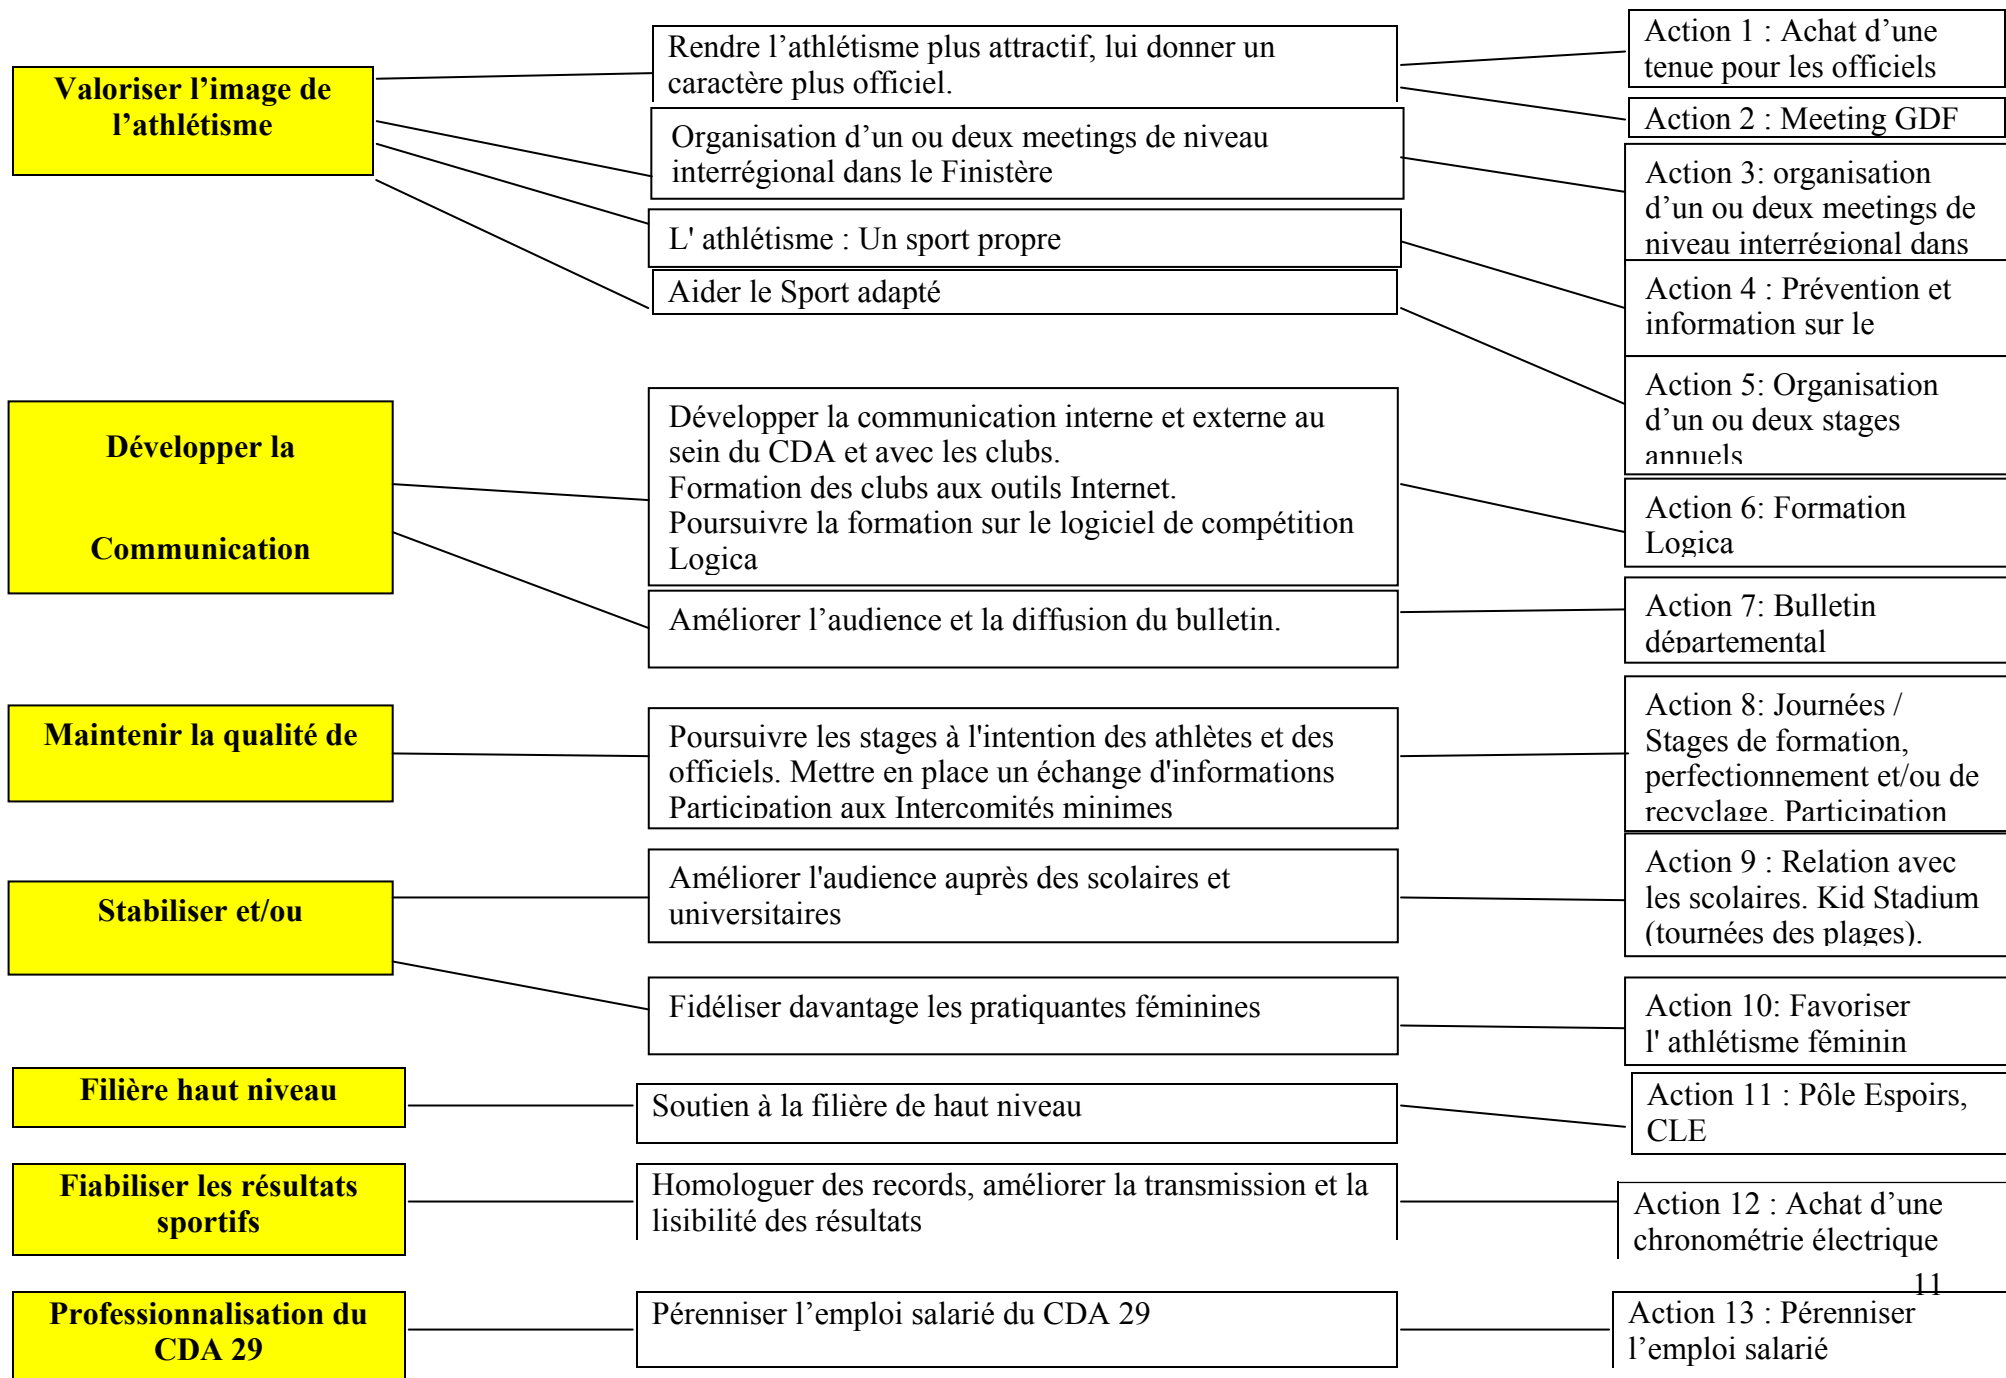 Valoriser l’image de
l’athlétisme
Rendre l’athlétisme plus attractif, lui donner un
caractère plus officiel.
Organisation d’un ou deux meetings de niveau
interrégional dans le Finistère
L' athlétisme : Un sport propre
Aider le Sport adapté
Action 1 : Achat d’une
tenue pour les officiels
Action 2 : Meeting GDF
Action 3: organisation
d’un ou deux meetings de
niveau interrégional dans
Action 4 : Prévention et
information sur le
Action 5: Organisation
d’un ou deux stages
annuels
Développer la
Communication
Développer la communication interne et externe au
sein du CDA et avec les clubs.
Formation des clubs aux outils Internet.
Poursuivre la formation sur le logiciel de compétition
Logica
Améliorer l’audience et la diffusion du bulletin.
Action 6: Formation
Logica
Action 7: Bulletin
départemental
Maintenir la qualité de
Poursuivre les stages à l'intention des athlètes et des
officiels. Mettre en place un échange d'informations
Participation aux Intercomités minimes
Action 8: Journées /
Stages de formation,
perfectionnement et/ou de
recyclage. Participation
Stabiliser et/ou
Améliorer l'audience auprès des scolaires et
universitaires
Fidéliser davantage les pratiquantes féminines
Action 9 : Relation avec
les scolaires. Kid Stadium
(tournées des plages).
Action 10: Favoriser
l' athlétisme féminin
Filière haut niveau
Soutien à la filière de haut niveau
Action 11 : Pôle Espoirs,
CLE
Fiabiliser les résultats
sportifs
Homologuer des records, améliorer la transmission et la
lisibilité des résultats
Action 12 : Achat d’une
chronométrie électrique
11
Professionnalisation du
CDA 29
Pérenniser l’emploi salarié du CDA 29
Action 13 : Pérenniser
l’emploi salarié